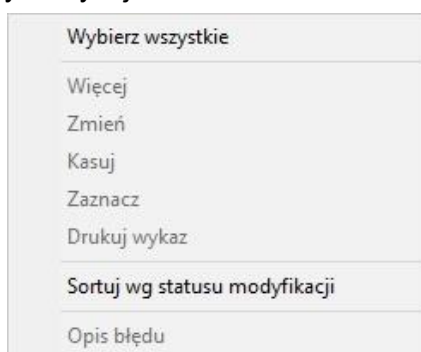 Wybierz wszystkie
Więcej
Zmień
Kasuj
Zaznacz
Drukuj wykaz
Sortuj wg statusu modyfikacji
Opis błędu